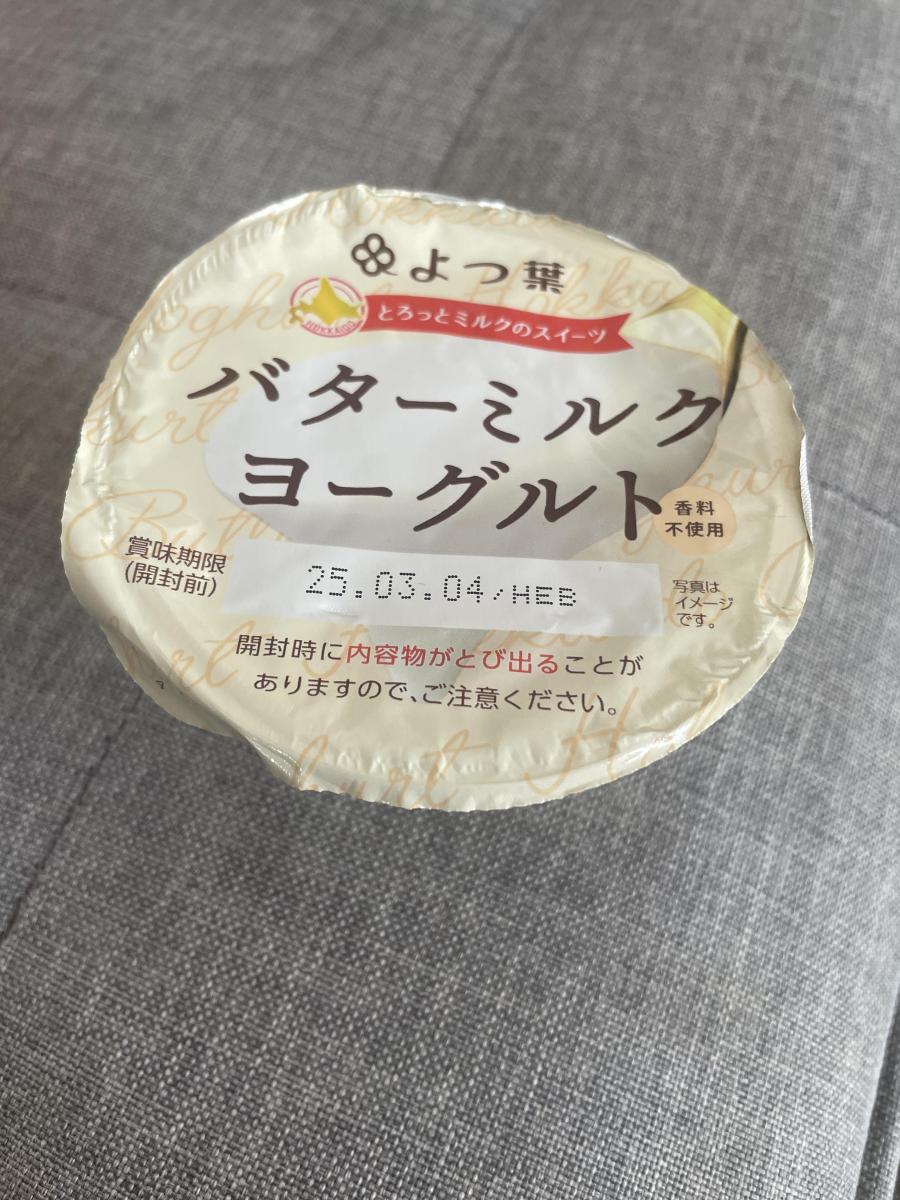 よつ葉
HOKKAIDO
とろっとミルクのスイーツ
バターミルク
ヨーグルト
香料
不使用
賞味期限
(開封前)
25.03.04/HEB
写真は
イメージ
です。
開封時に内容物がとび出ることが
ありますので、ご注意ください。